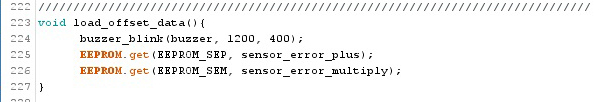 222 ////////////////////////////////////////////////////////////////////////////////
223 void load_offset_data(){
224 buzzer_blink(buzzer, 1200, 400);
225 EEPROM.get(EEPROM_SEP, sensor_error_plus);
226 EEPROM.get(EEPROM_SEM, sensor_error_multiply);
227 }